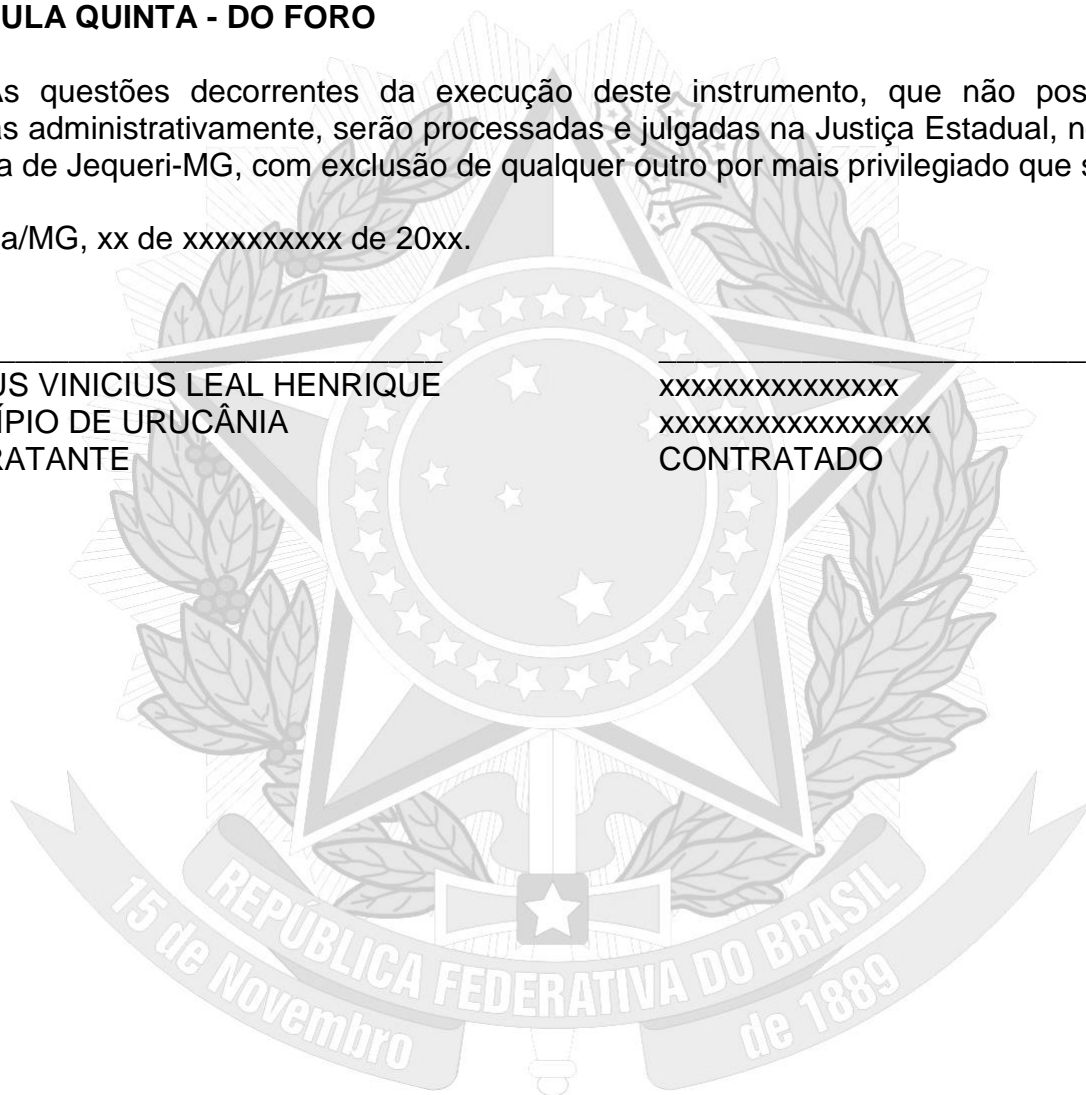 ULA QUINTA - DO FORO
As questões decorrentes da execução deste instrumento, que não pos
as administrativamente, serão processadas e julgadas na Justiça Estadual, n
a de Jequeri-MG, com exclusão de qualquer outro por mais privilegiado que s
a/MG, xx de xxxxxxxxxx de 20xx.
US VINICIUS LEAL HENRIQUE xxxxxxxxxxxxxxx
ÍPIO DE URUCÂNIA xxxxxxxxxxxxxxxxx
RATANTE CONTRATADO
REPÚBLICA FEDERATIVA DO BRASIL
15 de Novembro de 1889